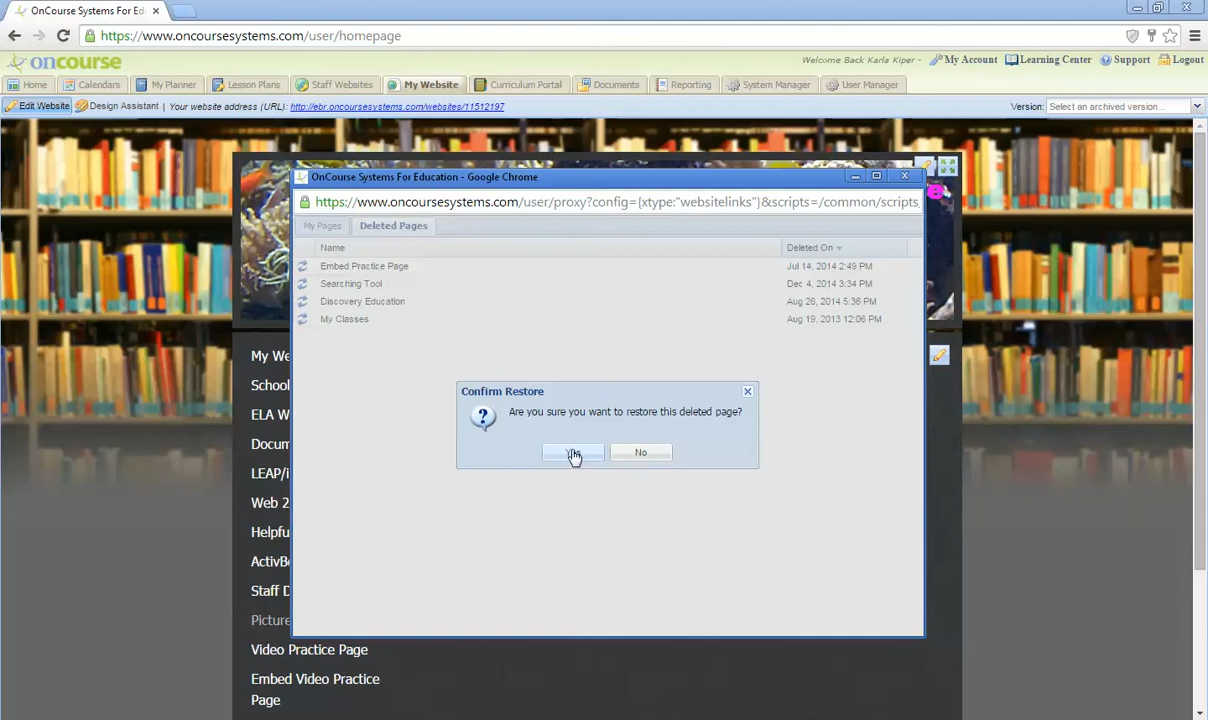 OnCourse Systems For Edu
https://www.oncoursesystems.com/user/homepage
oncourse
Welcome Back Karla Kiper
My Account
Learning Center
Support
Logout
Home
Calendars
My Planner
Lesson Plans
Staff Websites
My Website
Curriculum Portal
Documents
Reporting
System Manager
User Manager
Edit Website
Design Assistant
Your website address (URL): http://ebr.oncoursesystems.com/websites/11512197
Version: Select an archived version...
OnCourse Systems For Education - Google Chrome
https://www.oncoursesystems.com/user/proxy?config={xtype:"websitelinks"}&scripts=/common/scripts
My Pages
Deleted Pages
Name
Deleted On
Embed Practice Page
Jul 14, 2014 2:49 PM
Searching Tool
Dec 4, 2014 3:34 PM
Discovery Education
Aug 26, 2014 5:36 PM
My Classes
Aug 19, 2013 12:06 PM
Confirm Restore
Are you sure you want to restore this deleted page?
No
My We
School
ELA W
Docum
LEAP/i
Web 2
Helpfu
ActivBo
Staff D
Picture
Video Practice Page
Embed Video Practice
Page